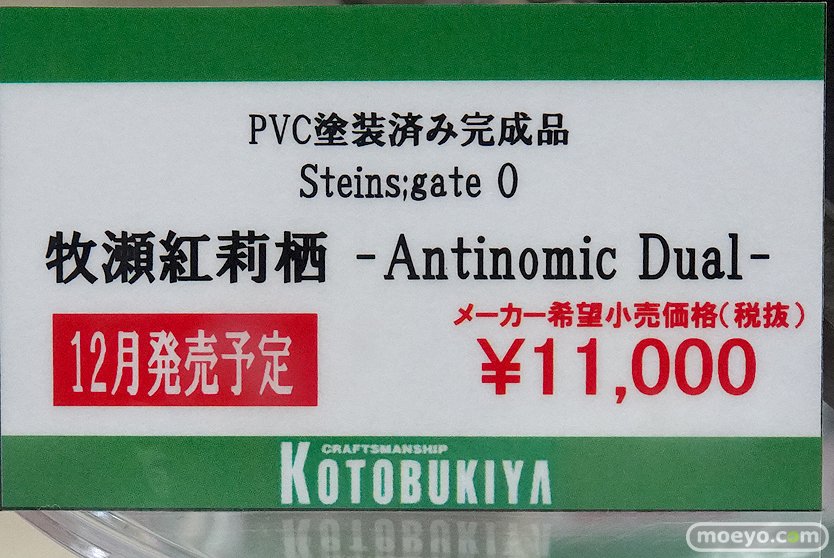 PVC塗装済み完成品
Steins;gate 0
牧瀬紅莉栖 -Antinomic Dual-
メーカー希望小売価格(税抜)
12月発売予定
¥11,000
CRAFTSMANSHIP
KOTOBUKIYA
moeyo.com